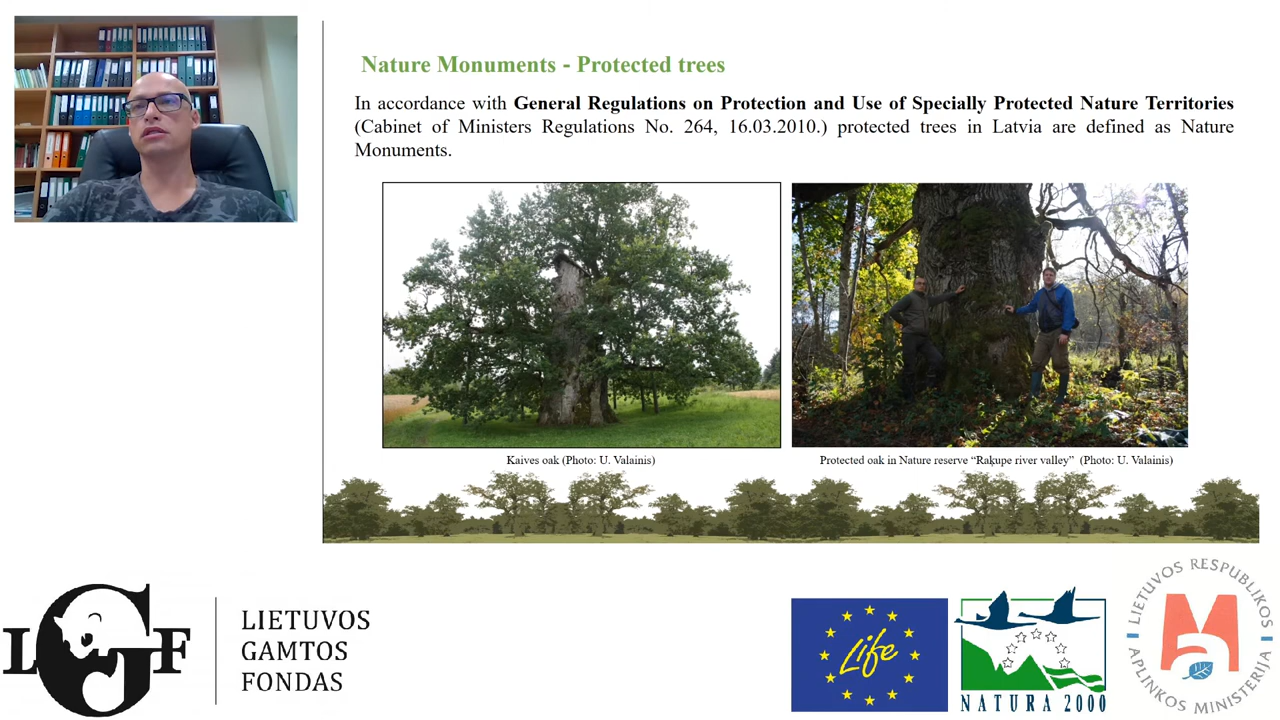 Nature Monuments - Protected trees
In accordance with General Regulations on Protection and Use of Specially Protected Nature Territories
(Cabinet of Ministers Regulations No. 264, 16.03.2010.) protected trees in Latvia are defined as Nature
Monuments.
Kaives oak (Photo: U. Valainis)
Protected oak in Nature reserve “Raķupe river valley” (Photo: U. Valainis)
LGF
LIETUVOS
GAMTOS
FONDAS
Life
NATURA 2000
LIETUVOS RESPUBLIKOS
APLINKOS MINISTERIJA
Ma